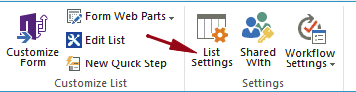 Customize
Form
Form Web Parts
Edit List
New Quick Step
Customize List
List
Settings
Shared
With
Workflow
Settings
Settings